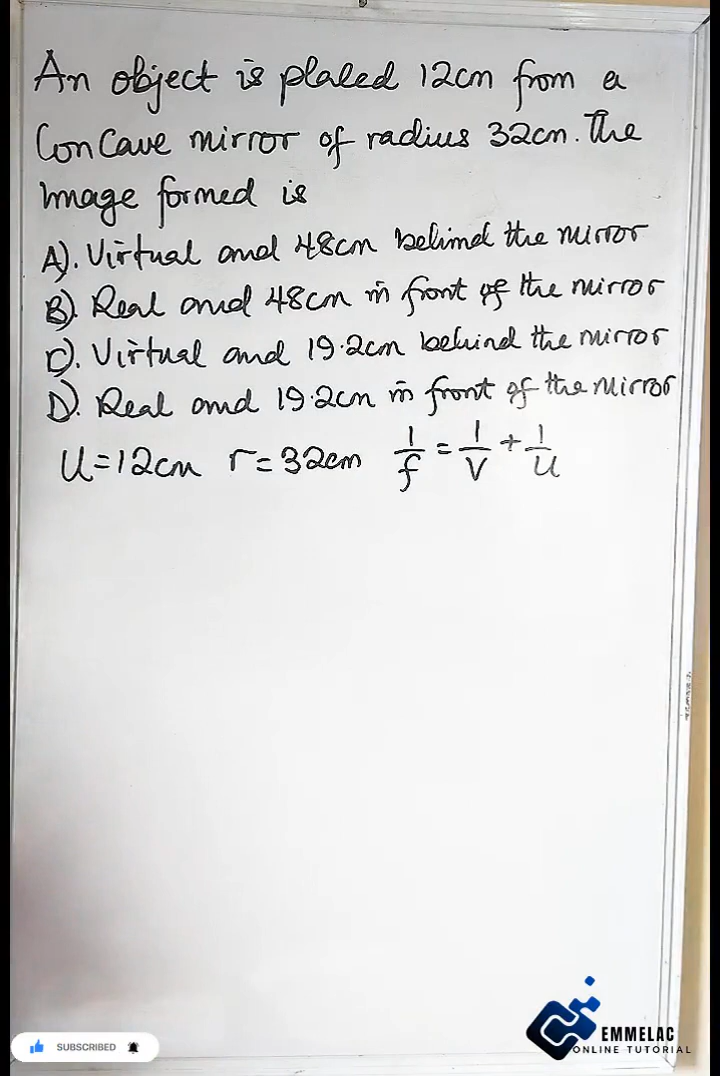 An object is placed 12cm from a
Concave mirror of radius 32cm. The
Image formed is
A). Virtual and 48cm behind the mirror
B). Real and 48cm in front of the mirror
C). Virtual and 19.2cm behind the mirror
D). Real and 19.2cm in front of the mirror
U=12cm r=32cm 1/f = 1/V + 1/U
EMMELAC
ONLINE TUTORIAL
SUBSCRIBED